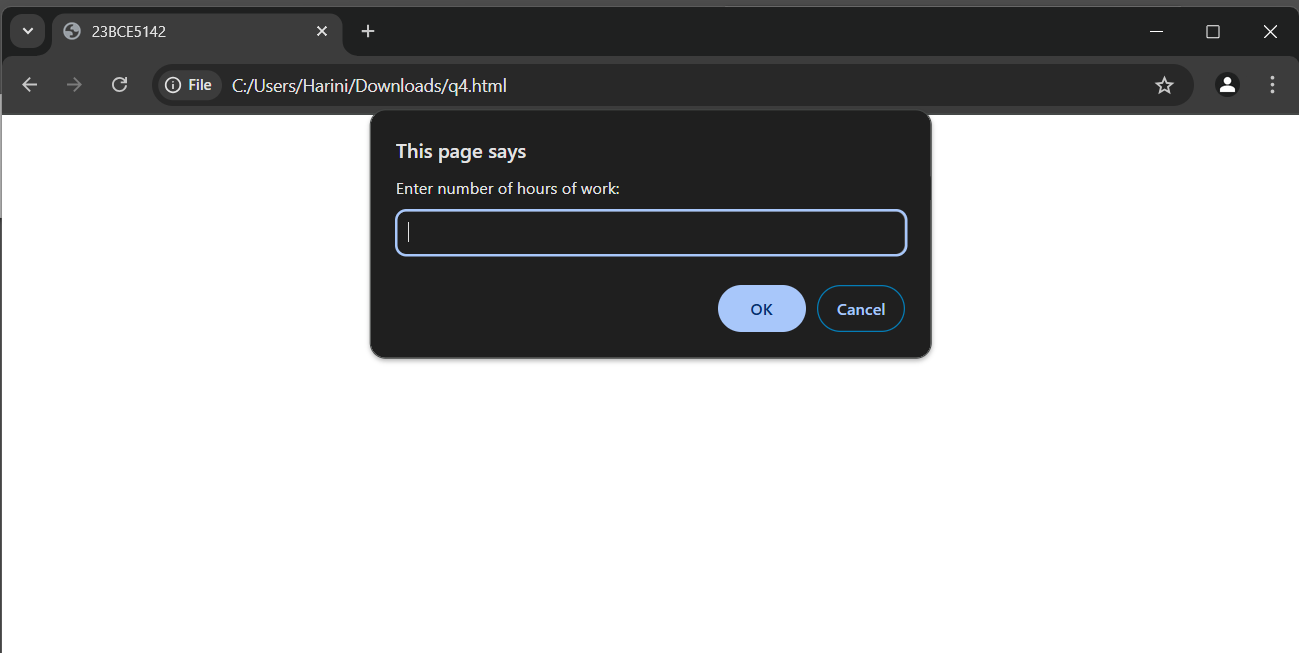 23BCE5142
File C:/Users/Harini/Downloads/q4.html
This page says
Enter number of hours of work:
OK Cancel